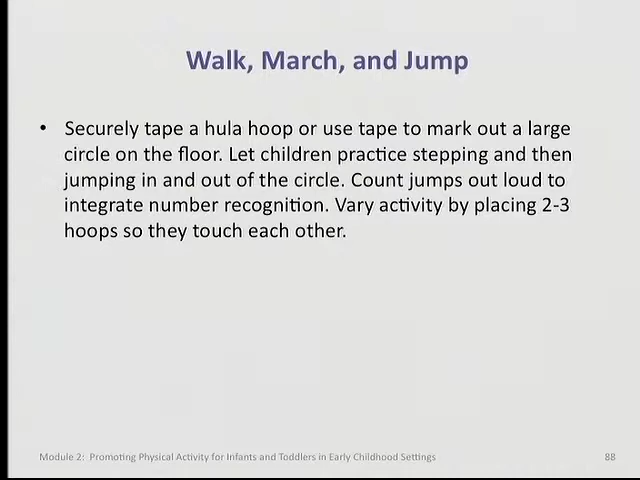 Walk, March, and Jump
• Securely tape a hula hoop or use tape to mark out a large
circle on the floor. Let children practice stepping and then
jumping in and out of the circle. Count jumps out loud to
integrate number recognition. Vary activity by placing 2-3
hoops so they touch each other.
Module 2: Promoting Physical Activity for Infants and Toddlers in Early Childhood Settings
88